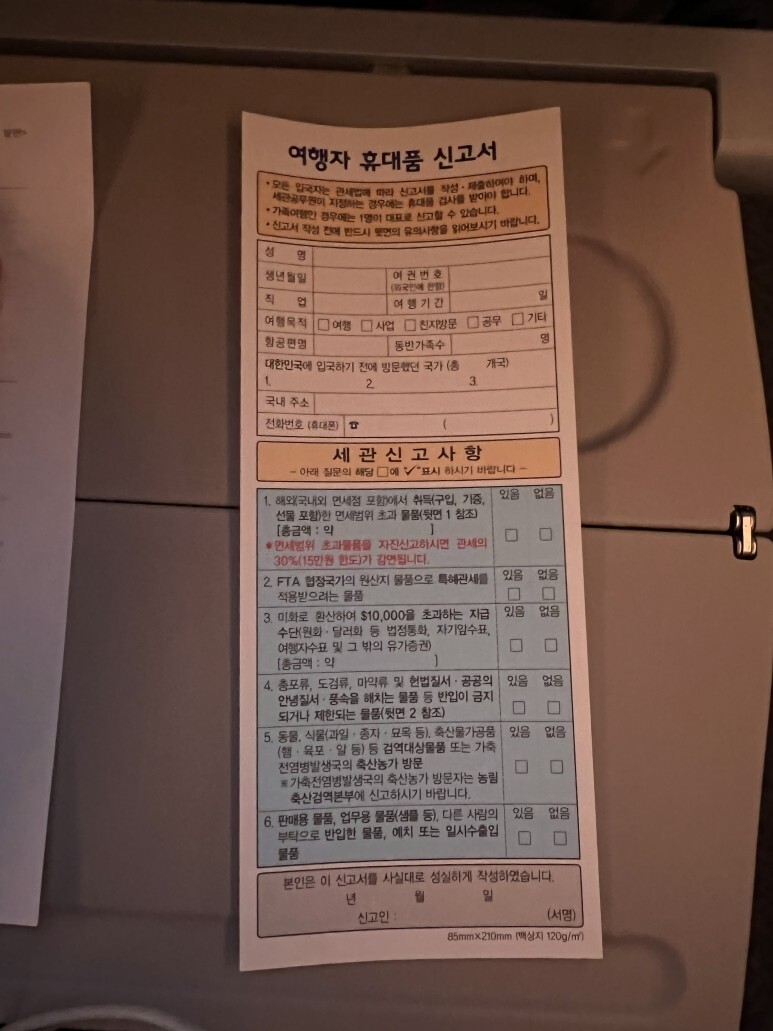 여행자 휴대품 신고서
• 모든 입국자는 관세법에 따라 신고서를 작성 · 제출하여야 하며,
세관공무원이 지정하는 경우에는 휴대품 검사를 받아야 합니다.
• 가족여행인 경우에는 1명이 대표로 신고할 수 있습니다.
• 신고서 작성 전에 반드시 뒷면의 유의사항을 읽어보시기 바랍니다.
성 명
생년월일 여 권 번 호
(외국인에 한함)
직 업 여 행 기 간 일
여행목적 □ 여행 □ 사업 □ 친지방문 □ 공무 □ 기타
항공편명 동반가족수 명
대한민국에 입국하기 전에 방문했던 국가 (총 개국)
1. 2. 3.
국내 주소
전화번호 (휴대폰) ☎ ( )
세 관 신 고 사 항
– 아래 질문의 해당 □에 "✓"표시 하시기 바랍니다 –
1. 해외(국내외 면세점 포함)에서 취득(구입, 기증, 있음 없음
선물 포함)한 면세범위 초과 물품(뒷면 1 참조)
[총금액 : 약 ] □ □
*면세범위 초과물품을 자진신고하시면 관세의
30%(15만원 한도)가 감면됩니다.
2. FTA 협정국가의 원산지 물품으로 특혜관세를 있음 없음
적용받으려는 물품 □ □
3. 미화로 환산하여 $10,000을 초과하는 지급 있음 없음
수단(원화 · 달러화 등 법정통화, 자기앞수표,
여행자수표 및 그 밖의 유가증권) □ □
[총금액 : 약 ]
4. 총포류, 도검류, 마약류 및 헌법질서 · 공공의 있음 없음
안녕질서 · 풍속을 해치는 물품 등 반입이 금지
되거나 제한되는 물품(뒷면 2 참조) □ □
5. 동물, 식물(과일 · 종자 · 묘목 등), 축산물가공품 있음 없음
(햄 · 육포 · 알 등) 등 검역대상물품 또는 가축
전염병발생국의 축산농가 방문 □ □
※가축전염병발생국의 축산농가 방문자는 농림
축산검역본부에 신고하시기 바랍니다.
6. 판매용 물품, 업무용 물품(샘플 등), 다른 사람의 있음 없음
부탁으로 반입한 물품, 예치 또는 일시수출입 □ □
물품
본인은 이 신고서를 사실대로 성실하게 작성하였습니다.
년 월 일
신고인 : (서명)
85mm×210mm (백상지 120g/㎡)